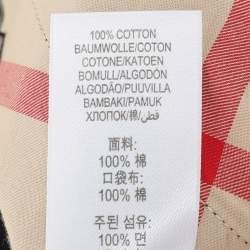 100% COTTON
BAUMWOLLE/COTON
COTONE/KATOEN
BOMULL/ALGODÓN
ALGODÃO/PUUVILLA
BAMBAKI/PAMUK
ХЛОПОК/棉/قطن
面料:
100% 棉
口袋布:
100% 棉
주된 섬유:
100% 면